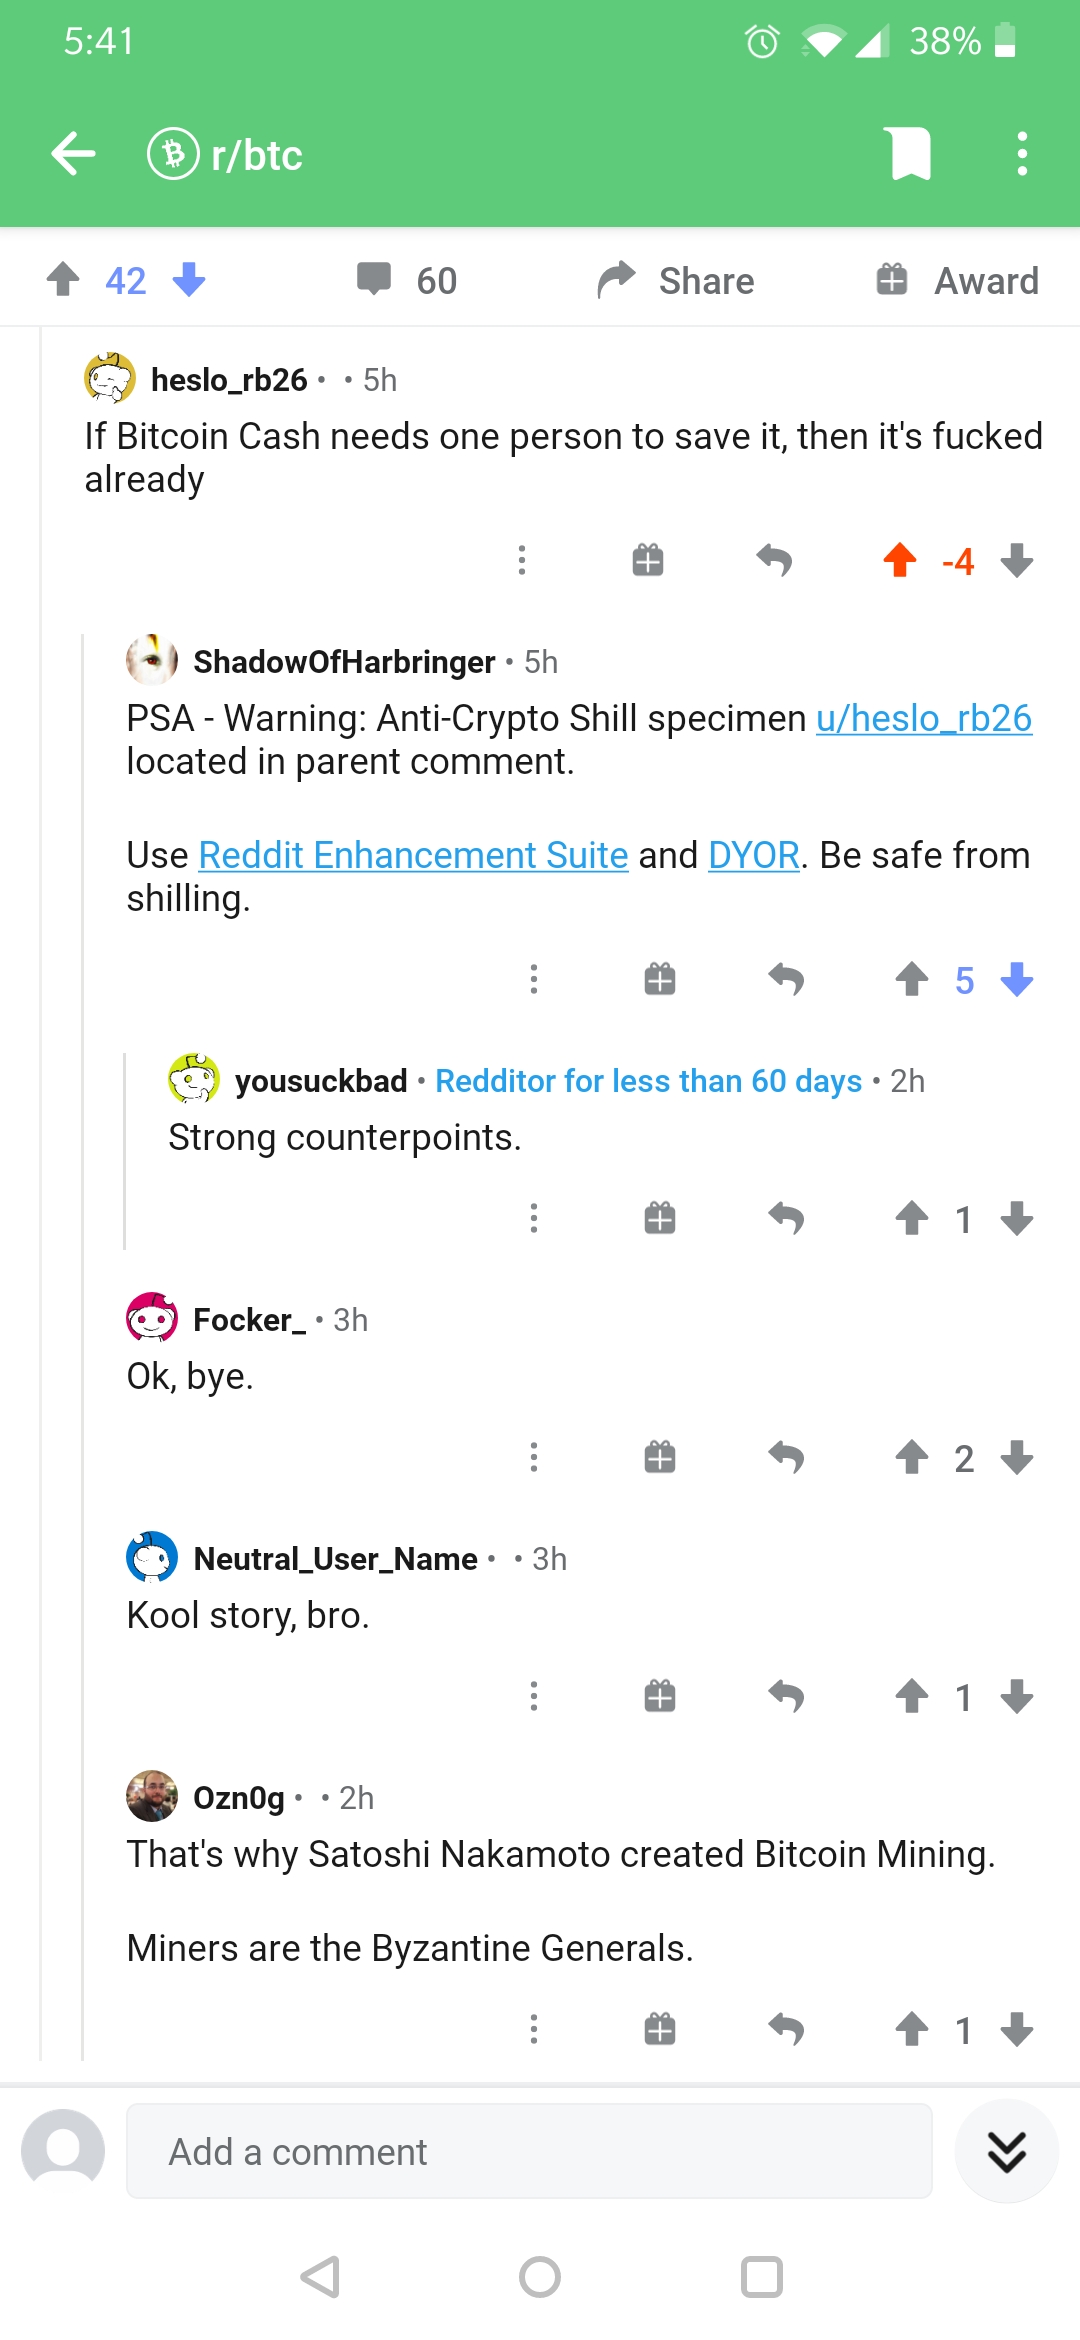 5:41
38%
r/btc
42
60
Share
Award
heslo_rb26 • • 5h
If Bitcoin Cash needs one person to save it, then it's fucked
already
-4
ShadowOfHarbringer • 5h
PSA - Warning: Anti-Crypto Shill specimen u/heslo_rb26
located in parent comment.
Use Reddit Enhancement Suite and DYOR. Be safe from
shilling.
5
yousuckbad • Redditor for less than 60 days • 2h
Strong counterpoints.
1
Focker_ • 3h
Ok, bye.
2
Neutral_User_Name • • 3h
Kool story, bro.
1
Ozn0g • • 2h
That's why Satoshi Nakamoto created Bitcoin Mining.
Miners are the Byzantine Generals.
1
Add a comment